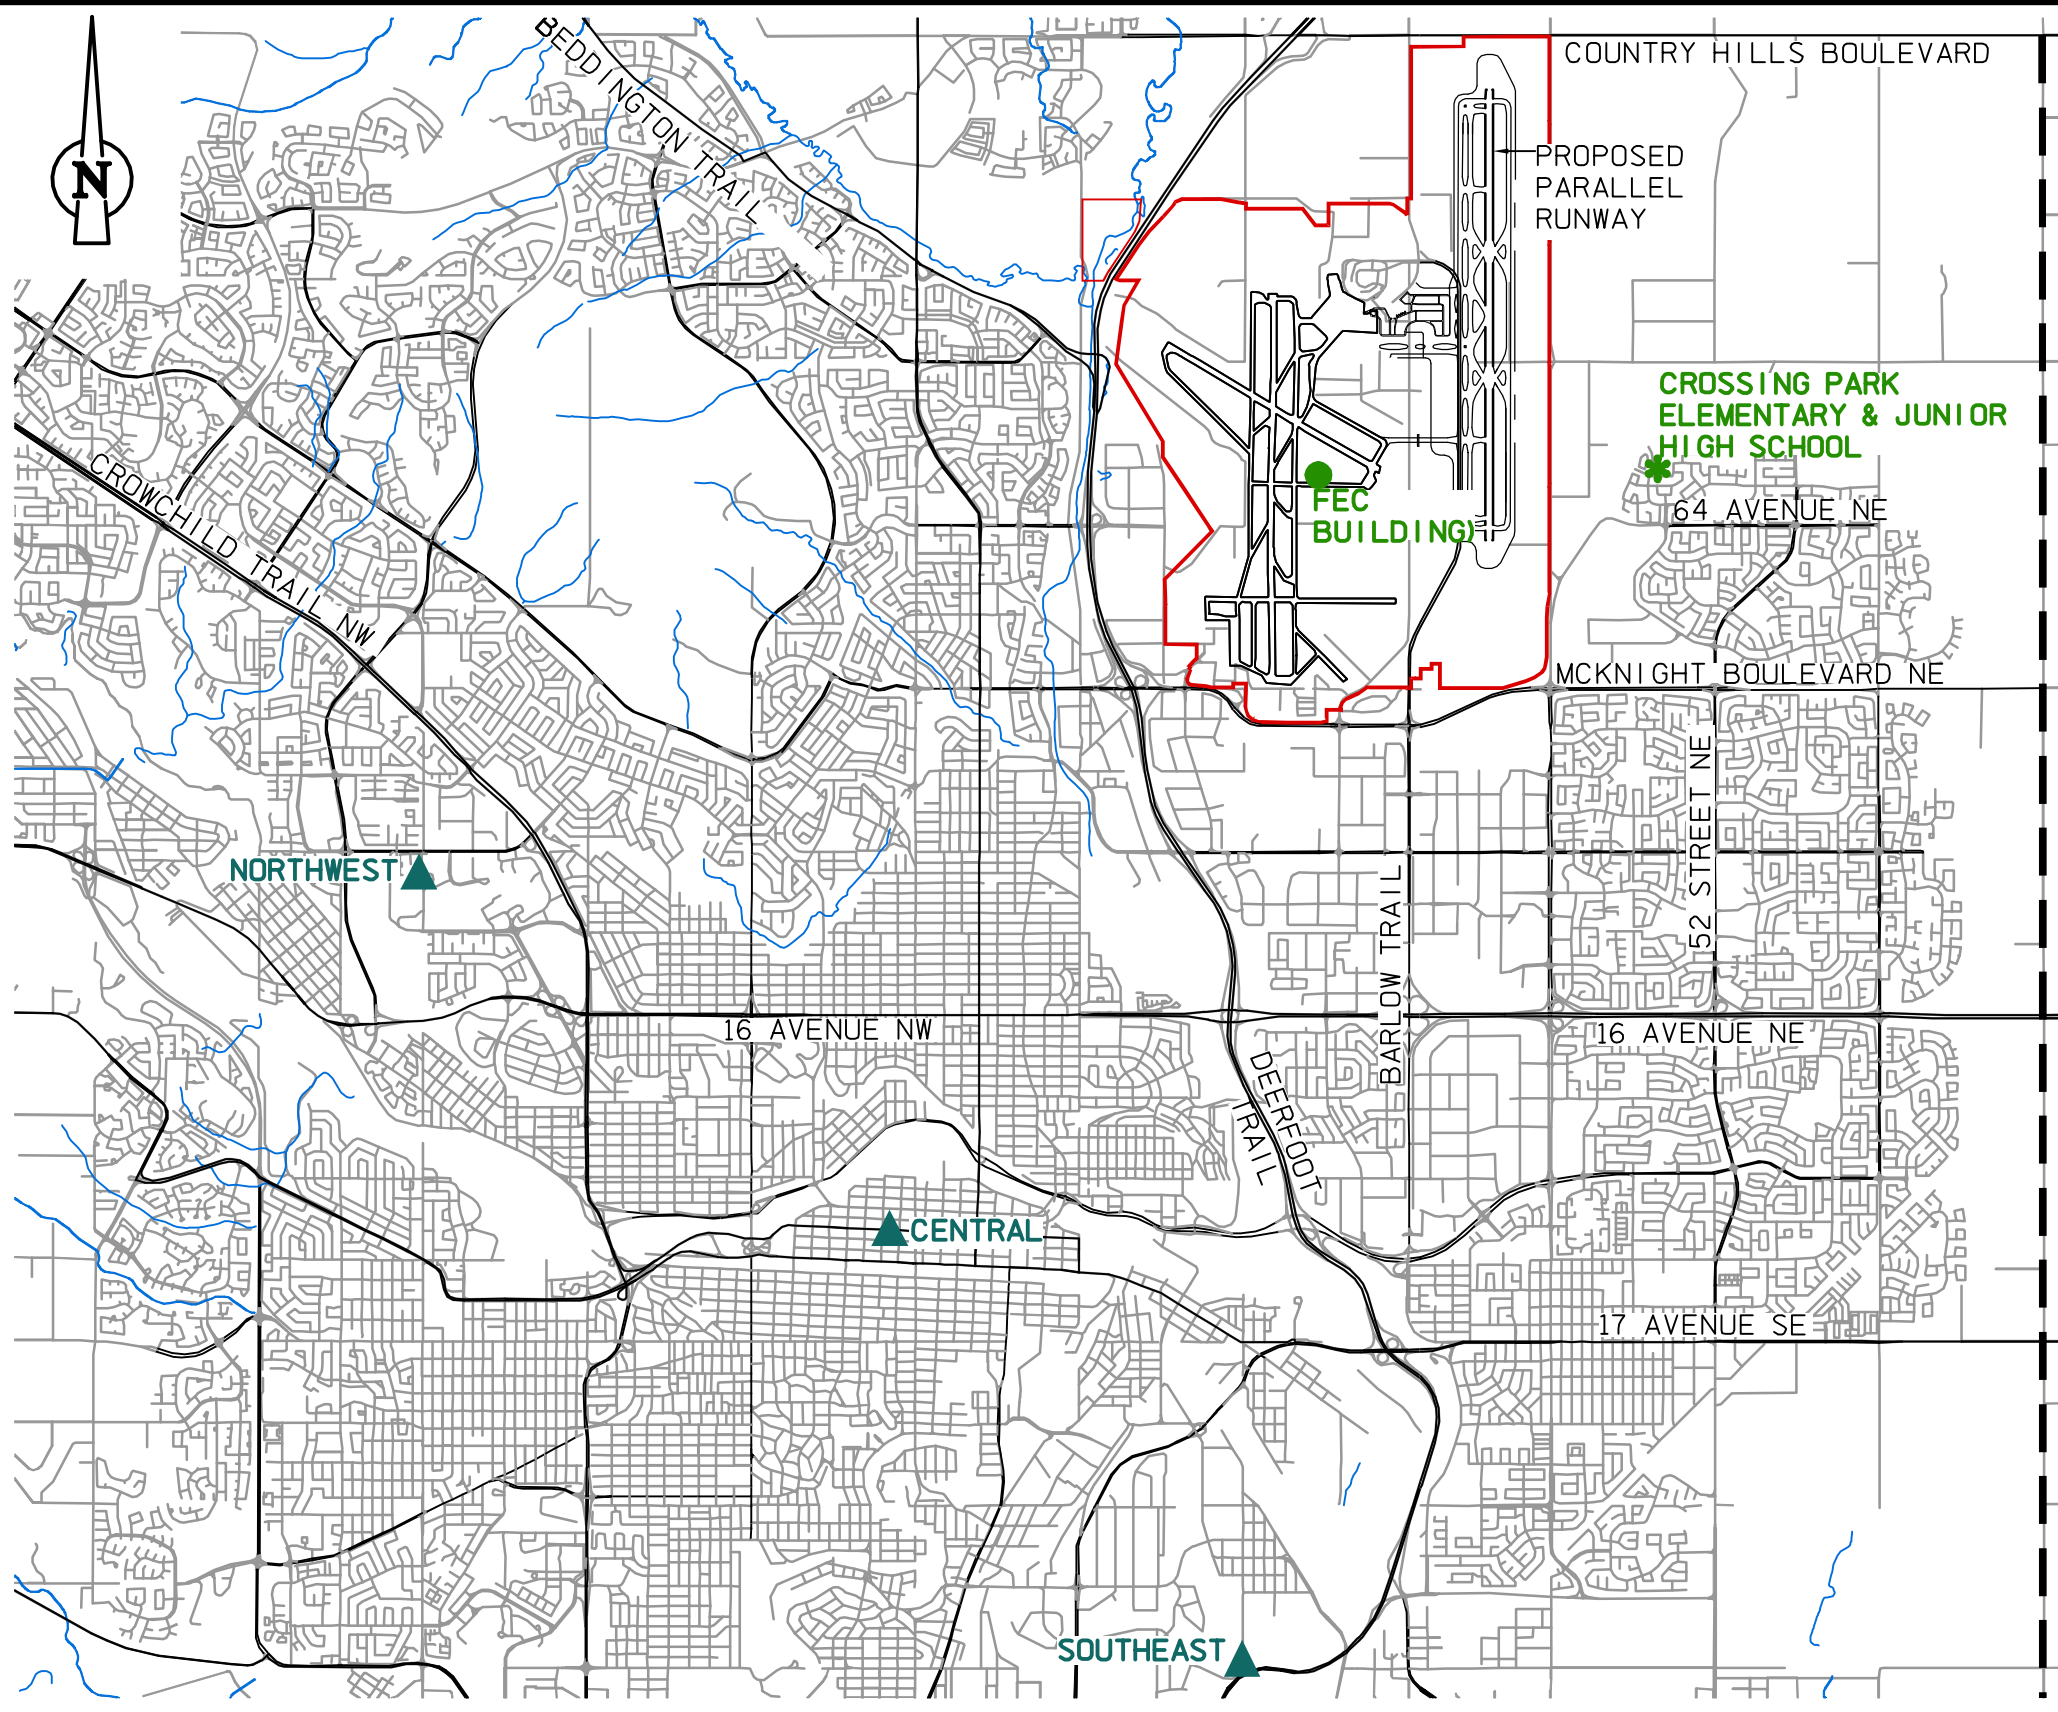 BEDDINGTON TRAIL
COUNTRY HILLS BOULEVARD
N
PROPOSED
PARALLEL
RUNWAY
CROSSING PARK
ELEMENTARY & JUNIOR
HIGH SCHOOL
CROWCHILD TRAIL NW
FEC
BUILDING)
64 AVENUE NE
MCKNIGHT BOULEVARD NE
52 STREET NE
NORTHWEST
BARLOW TRAIL
16 AVENUE NW
16 AVENUE NE
DEERFOOT
TRAIL
CENTRAL
17 AVENUE SE
SOUTHEAST